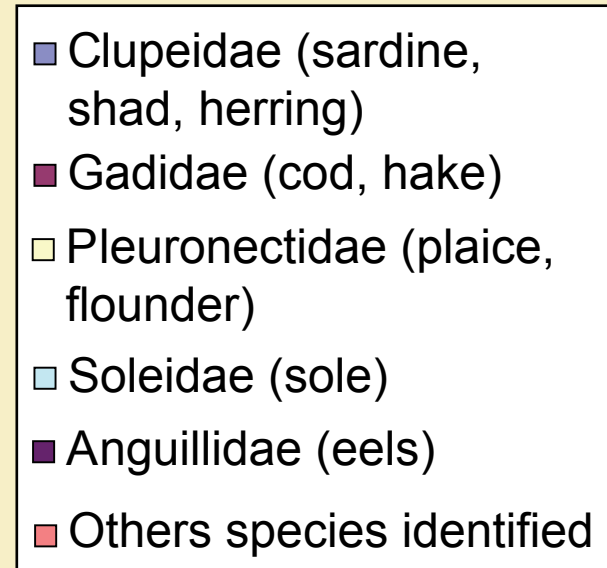 Clupeidae (sardine,
shad, herring)
Gadidae (cod, hake)
Pleuronectidae (plaice,
flounder)
Soleidae (sole)
Anguillidae (eels)
Others species identified